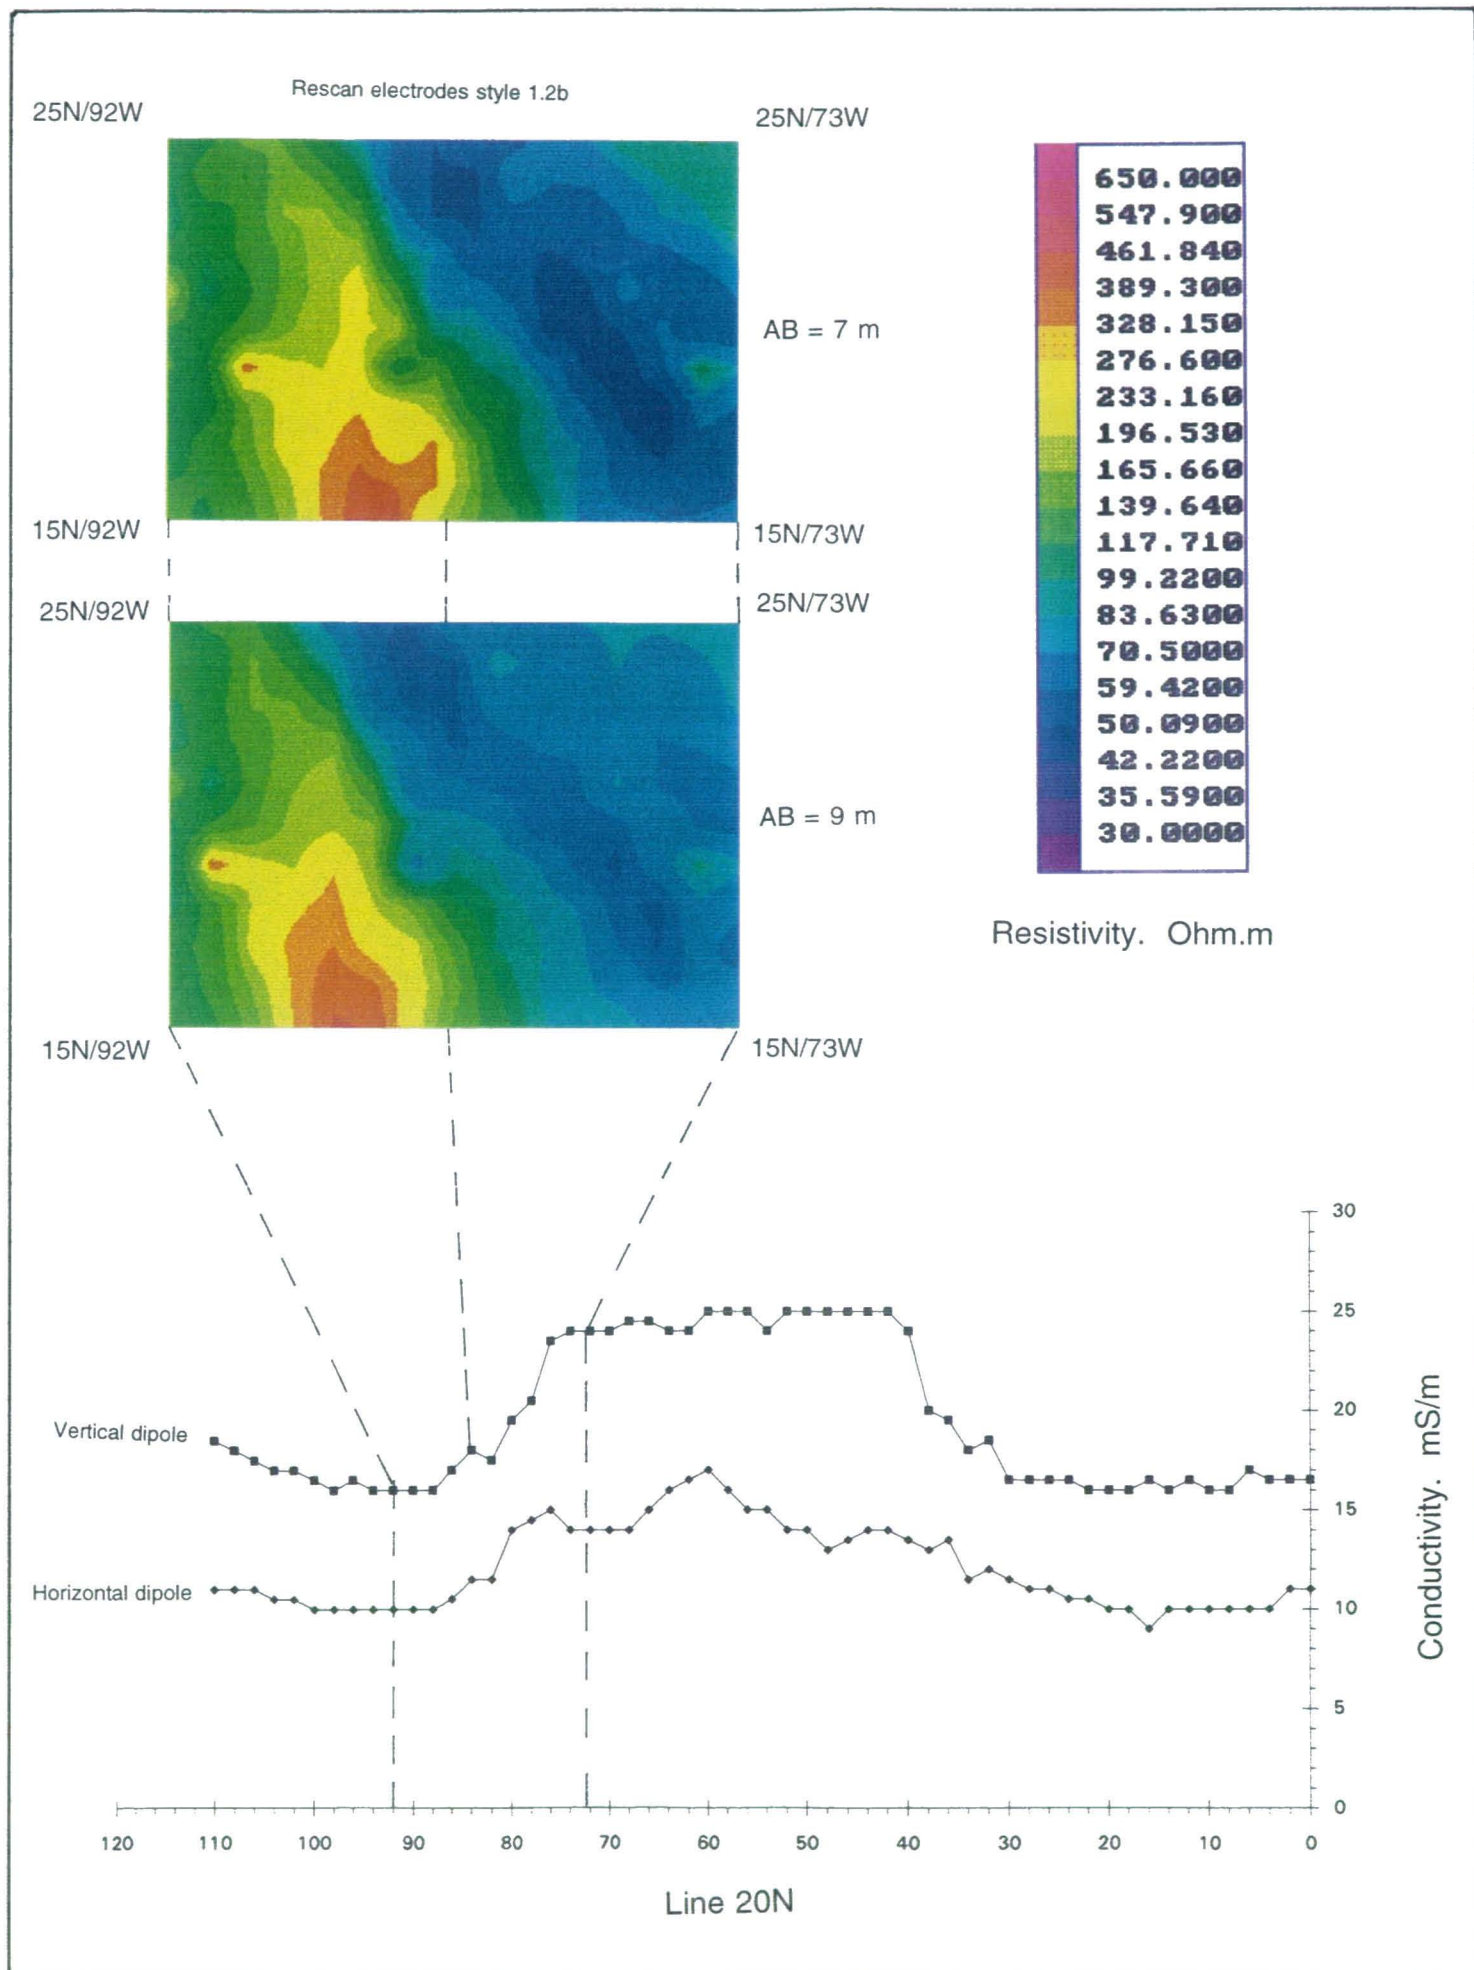 Rescan electrodes style 1.2b
25N/92W
25N/73W
AB = 7 m
15N/92W
15N/73W
25N/92W
25N/73W
AB = 9 m
15N/92W
15N/73W
650.000
547.900
461.840
389.300
328.150
276.600
233.160
196.530
165.660
139.640
117.710
99.2200
83.6300
70.5000
59.4200
50.0900
42.2200
35.5900
30.0000
Resistivity. Ohm.m
Vertical dipole
Horizontal dipole
30
25
20
15
10
5
0
Conductivity. mS/m
120 110 100 90 80 70 60 50 40 30 20 10 0
Line 20N